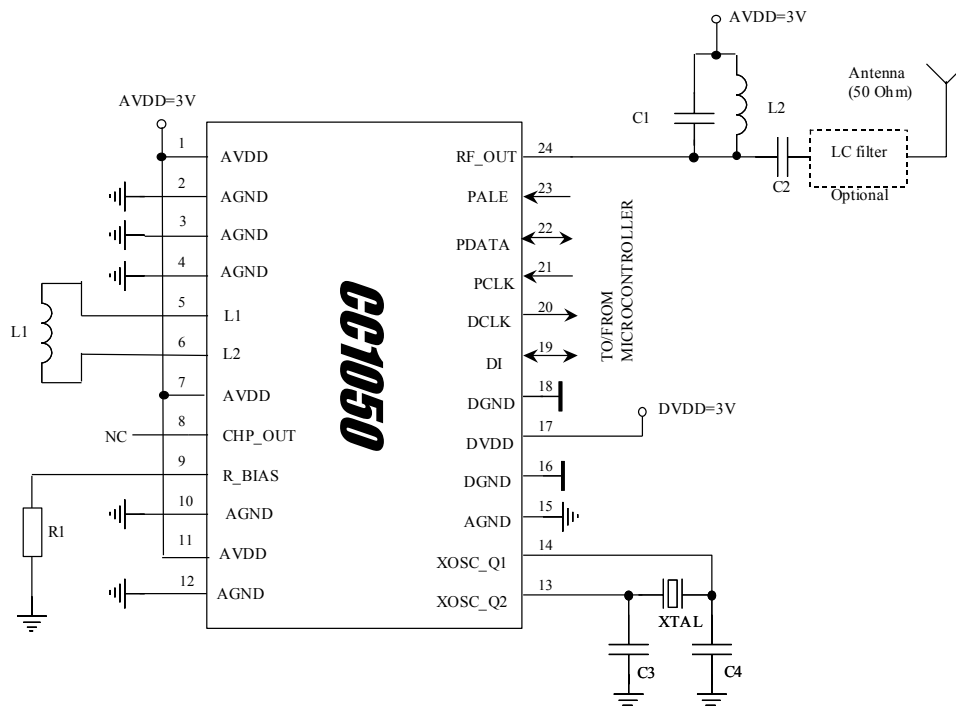 AVDD=3V
Antenna
(50 Ohm)
AVDD=3V
C1
L2
LC filter
Optional
C2
1
AVDD
2
AGND
3
AGND
4
AGND
5
L1
L1
6
L2
7
AVDD
NC
8
CHP_OUT
9
R_BIAS
R1
10
AGND
11
AVDD
12
AGND
CC1050
RF_OUT
24
PALE
23
PDATA
22
PCLK
21
DCLK
20
DI
19
TO/FROM
MICROCONTROLLER
DGND
18
DVDD
17
DVDD=3V
DGND
16
AGND
15
XOSC_Q1
14
XOSC_Q2
13
XTAL
C3
C4